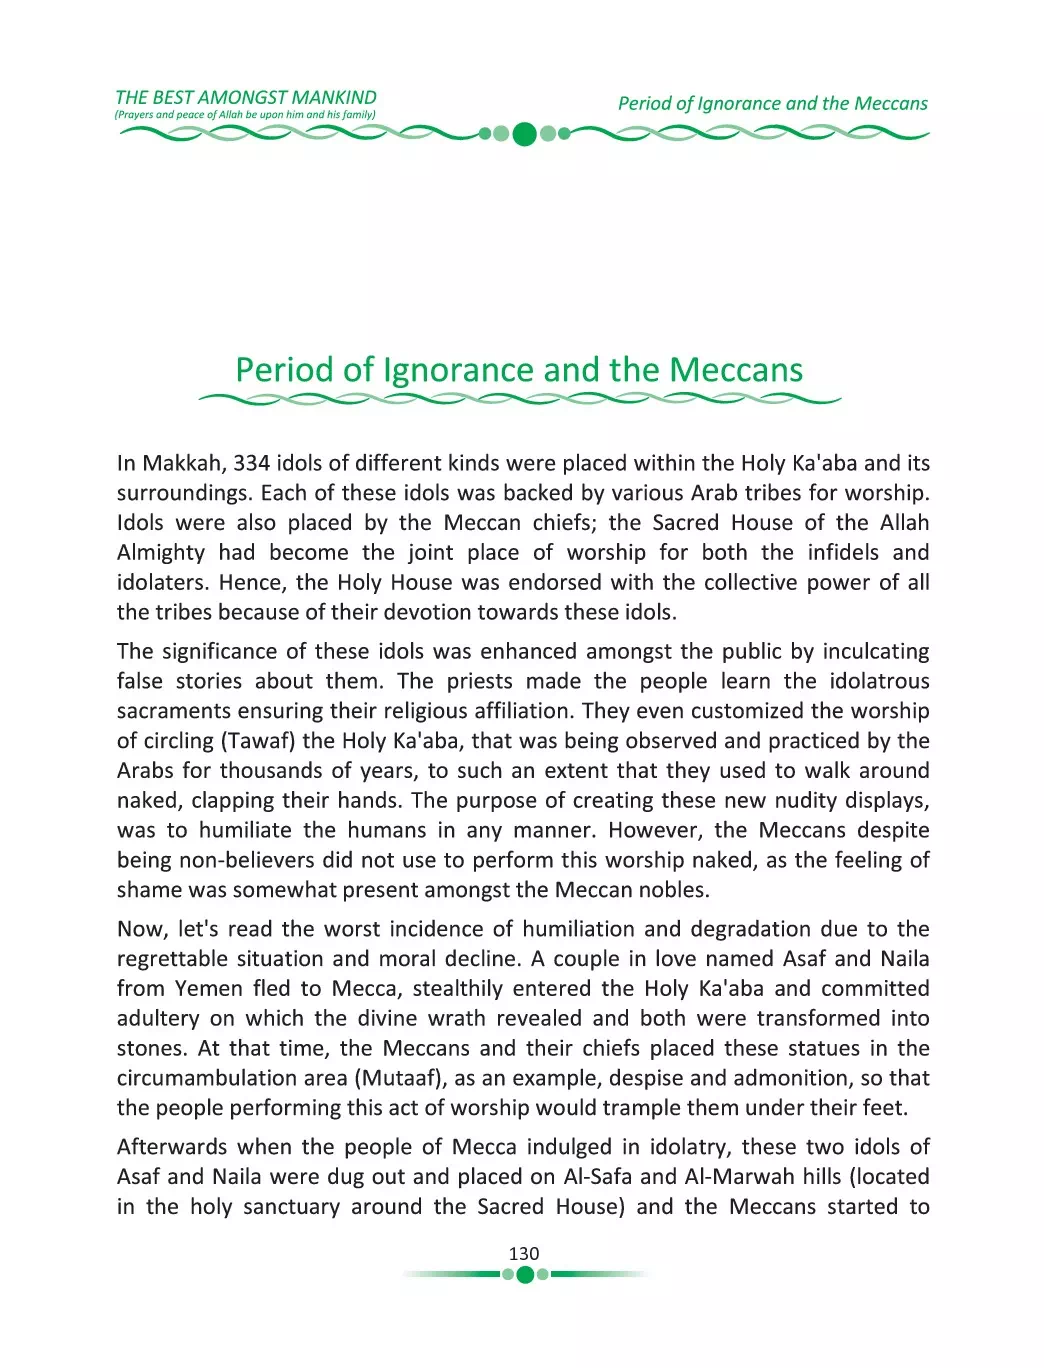 THE BEST AMONGST MANKIND
(Prayers and peace of Allah be upon him and his family)
Period of Ignorance and the Meccans
Period of Ignorance and the Meccans
In Makkah, 334 idols of different kinds were placed within the Holy Ka'aba and its
surroundings. Each of these idols was backed by various Arab tribes for worship.
Idols were also placed by the Meccan chiefs; the Sacred House of the Allah
Almighty had become the joint place of worship for both the infidels and
idolaters. Hence, the Holy House was endorsed with the collective power of all
the tribes because of their devotion towards these idols.
The significance of these idols was enhanced amongst the public by inculcating
false stories about them. The priests made the people learn the idolatrous
sacraments ensuring their religious affiliation. They even customized the worship
of circling (Tawaf) the Holy Ka'aba, that was being observed and practiced by the
Arabs for thousands of years, to such an extent that they used to walk around
naked, clapping their hands. The purpose of creating these new nudity displays,
was to humiliate the humans in any manner. However, the Meccans despite
being non-believers did not use to perform this worship naked, as the feeling of
shame was somewhat present amongst the Meccan nobles.
Now, let's read the worst incidence of humiliation and degradation due to the
regrettable situation and moral decline. A couple in love named Asaf and Naila
from Yemen fled to Mecca, stealthily entered the Holy Ka'aba and committed
adultery on which the divine wrath revealed and both were transformed into
stones. At that time, the Meccans and their chiefs placed these statues in the
circumambulation area (Mutaaf), as an example, despise and admonition, so that
the people performing this act of worship would trample them under their feet.
Afterwards when the people of Mecca indulged in idolatry, these two idols of
Asaf and Naila were dug out and placed on Al-Safa and Al-Marwah hills (located
in the holy sanctuary around the Sacred House) and the Meccans started to
130